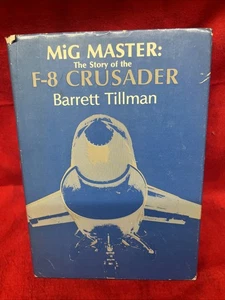 MiG MASTER:
The Story of the
F-8 CRUSADER
Barrett Tillman